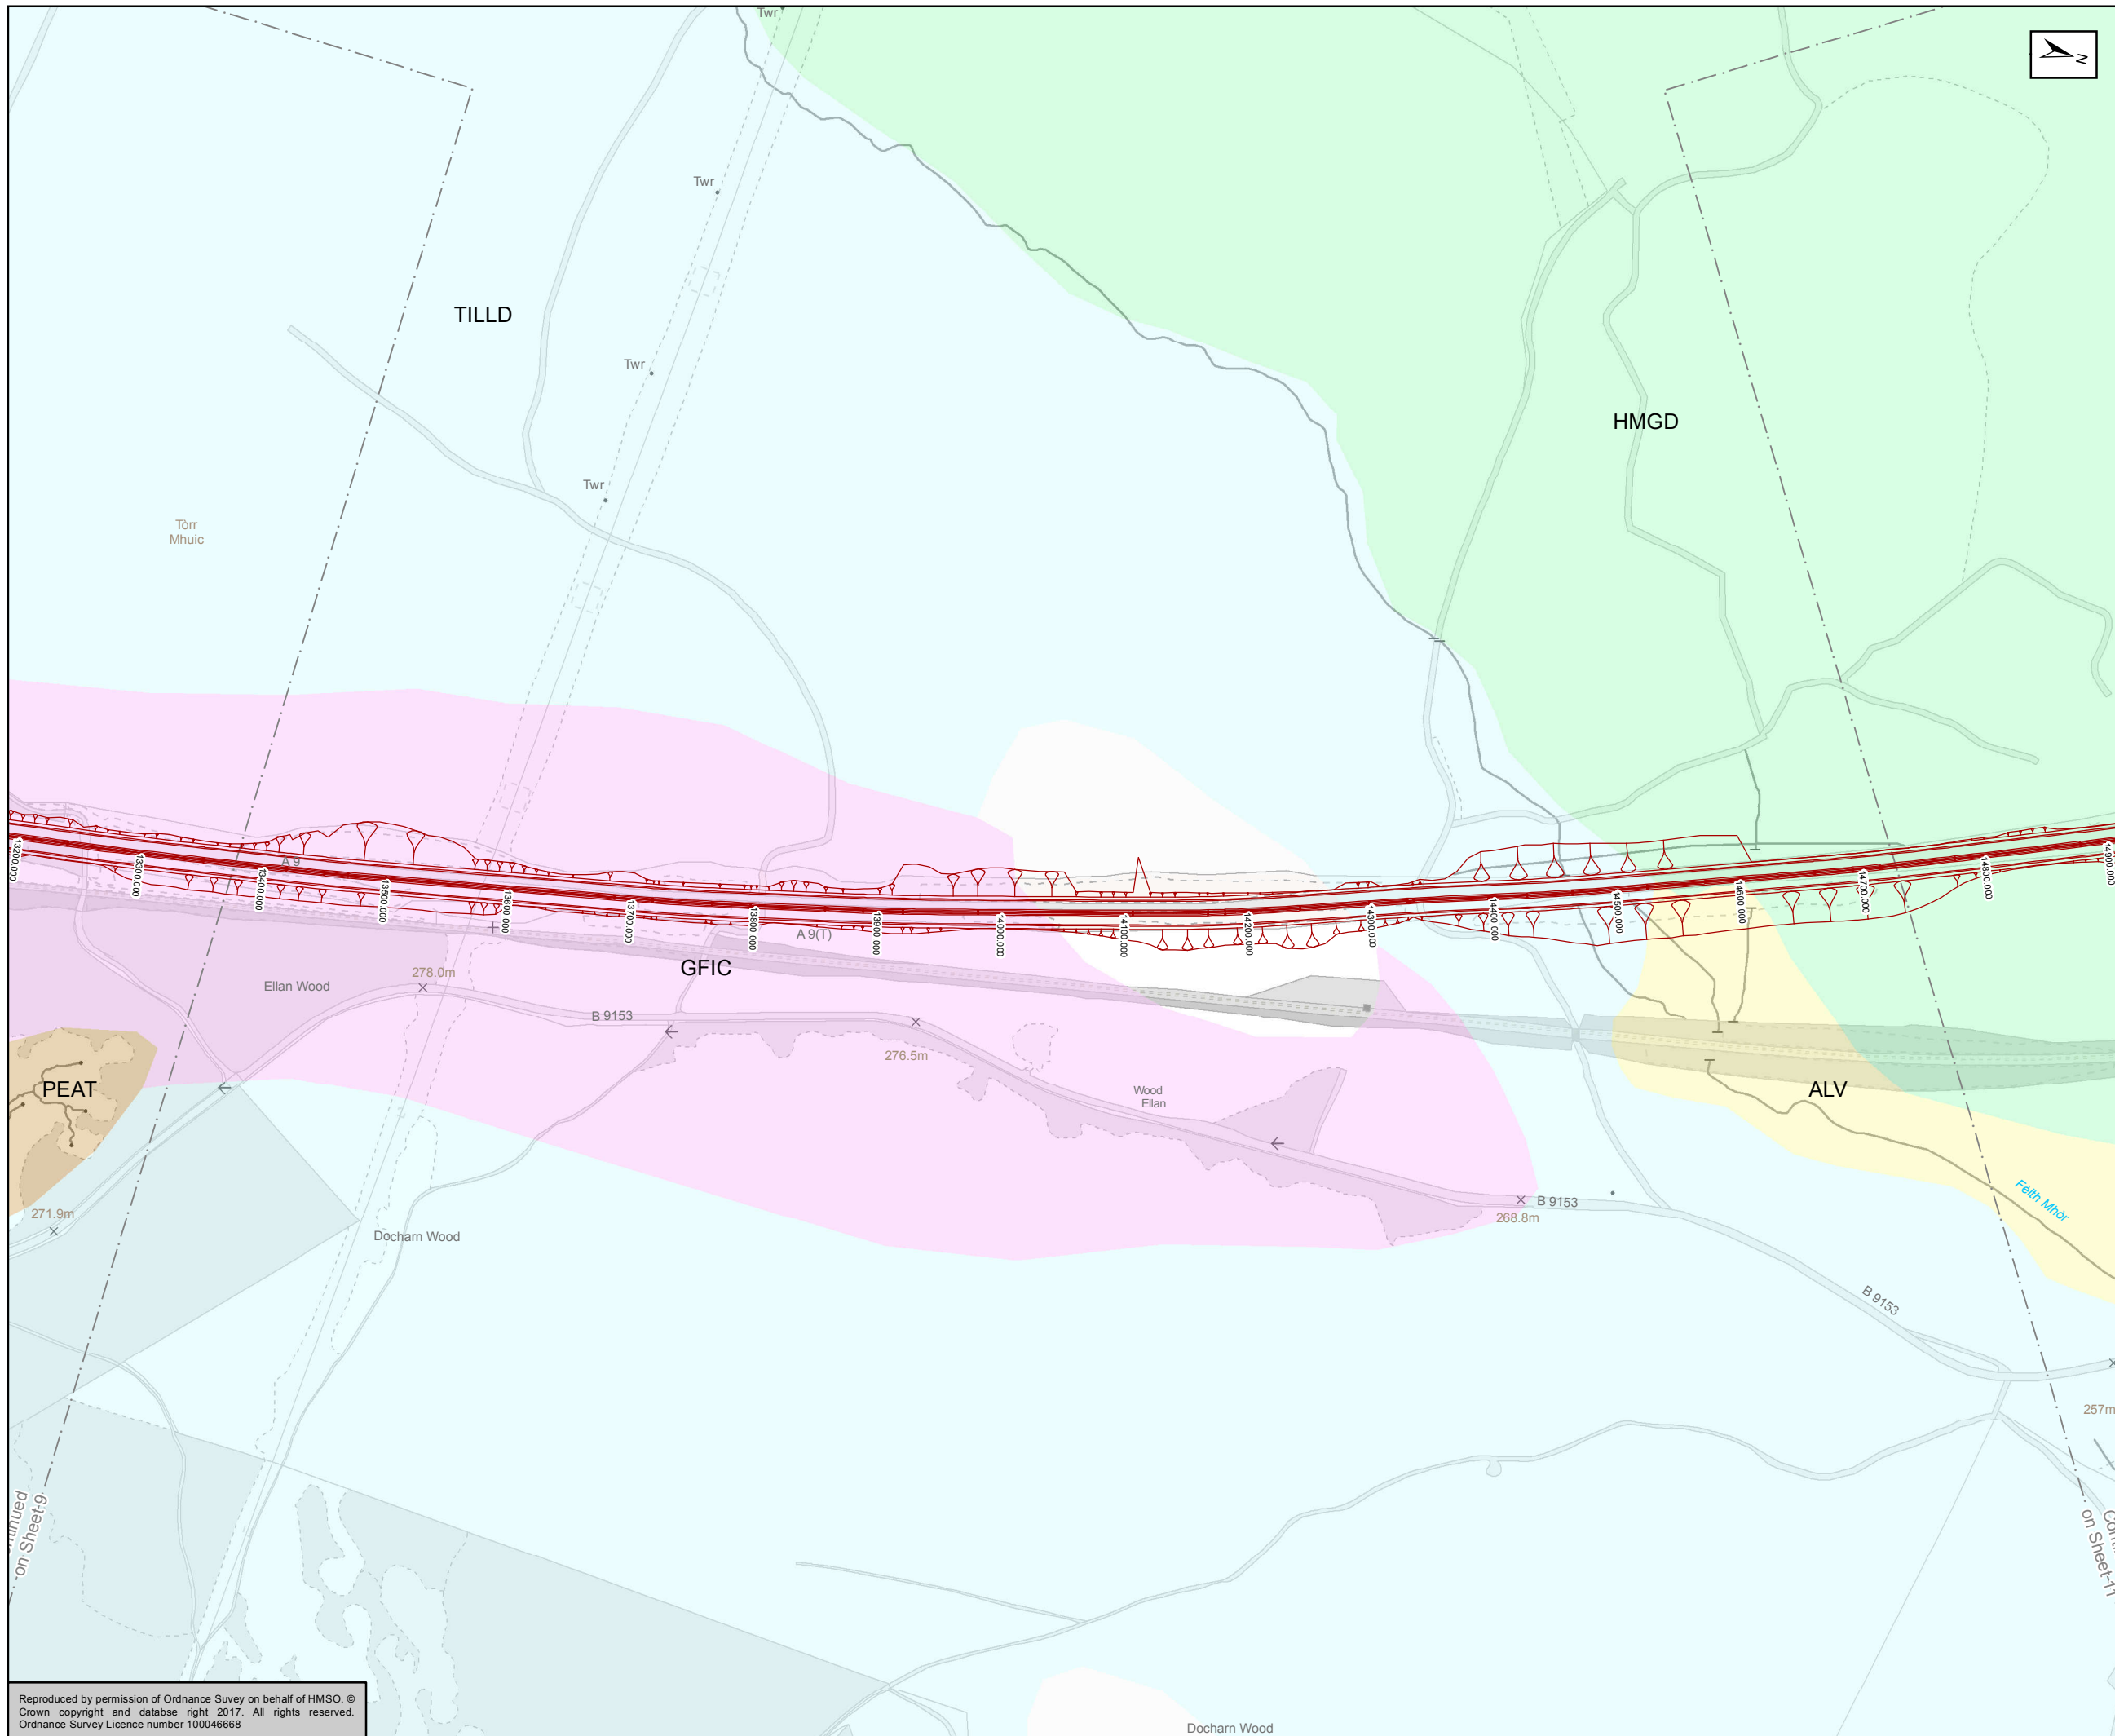 Twr
N
Twr
TILLD
Twr
HMGD
Twr
Tòrr
Mhuic
A 9
13200.000
13300.000
13400.000
13500.000
13600.000
13700.000
13800.000
13900.000
14000.000
14100.000
14200.000
14300.000
14400.000
14500.000
14600.000
14700.000
14800.000
14900.000
A 9(T)
GFIC
278.0m
Ellan Wood
B 9153
276.5m
PEAT
Wood
Ellan
ALV
271.9m
Docharn Wood
B 9153
268.8m
Fèith Mhór
B 9153
257m
on Sheet-9
on Sheet-11
Docharn Wood
Reproduced by permission of Ordnance Suvey on behalf of HMSO. ©
Crown copyright and databse right 2017. All rights reserved.
Ordnance Survey Licence number 100046668